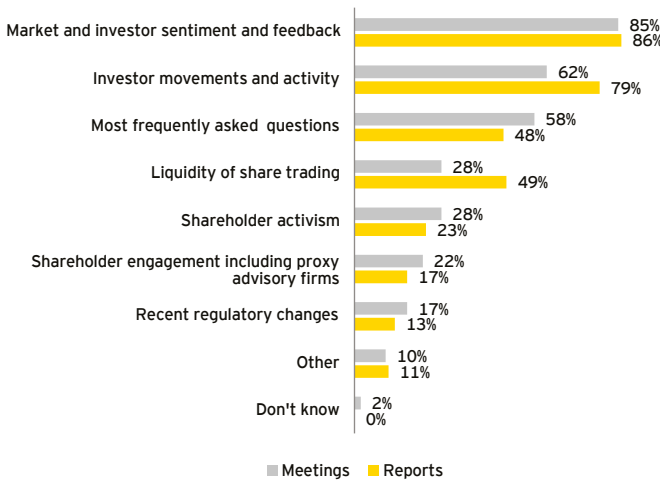 Market and investor sentiment and feedback
85%
86%
Investor movements and activity
62%
79%
Most frequently asked questions
58%
48%
Liquidity of share trading
28%
49%
Shareholder activism
28%
23%
Shareholder engagement including proxy
advisory firms
22%
17%
Recent regulatory changes
17%
13%
Other
10%
11%
Don't know
2%
0%
Meetings Reports